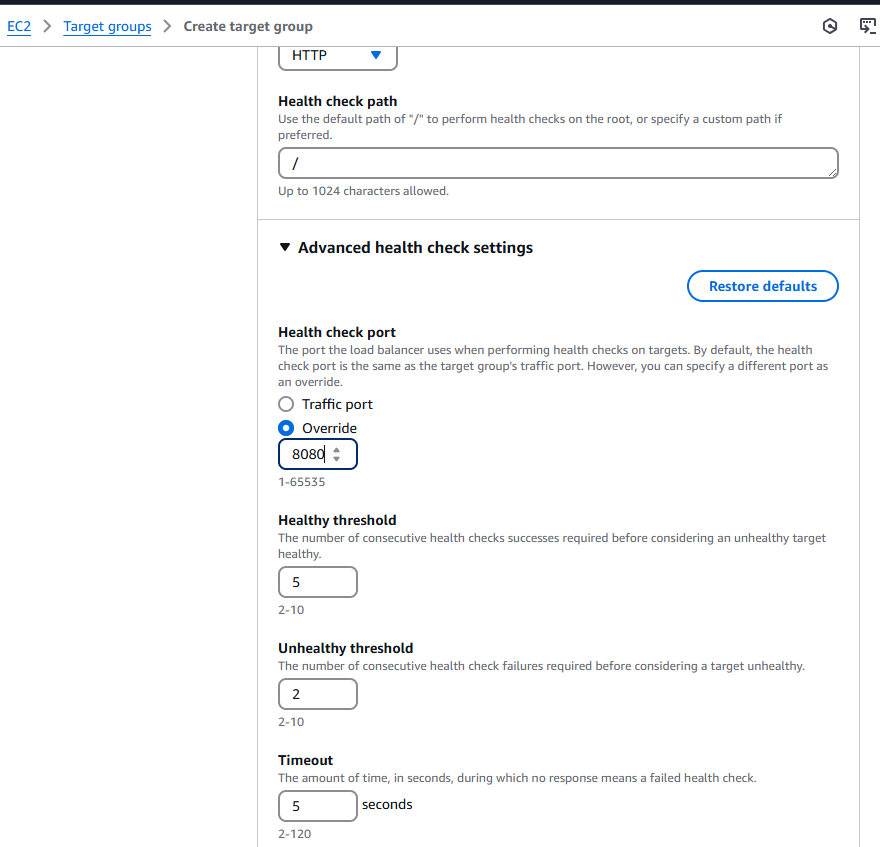 EC2 > Target groups > Create target group
HTTP
Health check path
Use the default path of "/" to perform health checks on the root, or specify a custom path if
preferred.
/
Up to 1024 characters allowed.
Advanced health check settings
Restore defaults
Health check port
The port the load balancer uses when performing health checks on targets. By default, the health
check port is the same as the target group's traffic port. However, you can specify a different port as
an override.
Traffic port
Override
8080
1-65535
Healthy threshold
The number of consecutive health checks successes required before considering an unhealthy target
healthy.
5
2-10
Unhealthy threshold
The number of consecutive health check failures required before considering a target unhealthy.
2
2-10
Timeout
The amount of time, in seconds, during which no response means a failed health check.
5 seconds
2-120